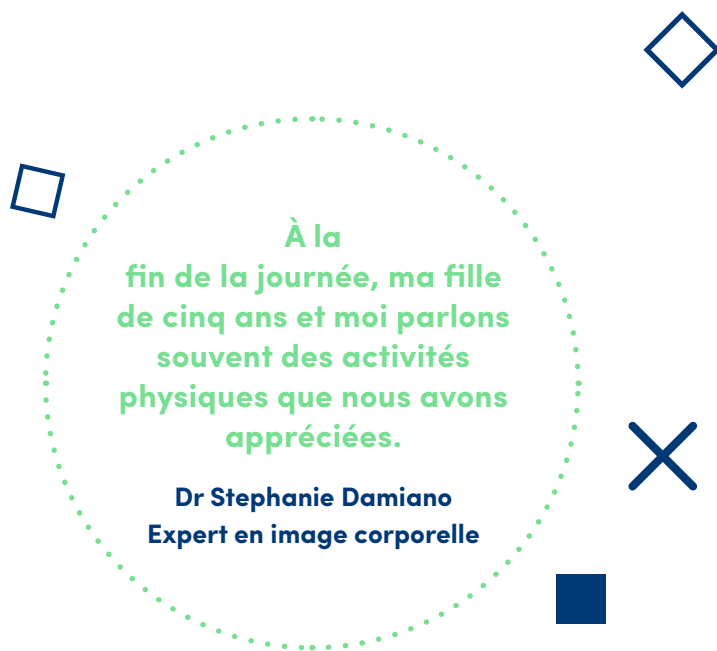 À la
fin de la journée, ma fille
de cinq ans et moi parlons
souvent des activités
physiques que nous avons
appréciées.
Dr Stephanie Damiano
Expert en image corporelle